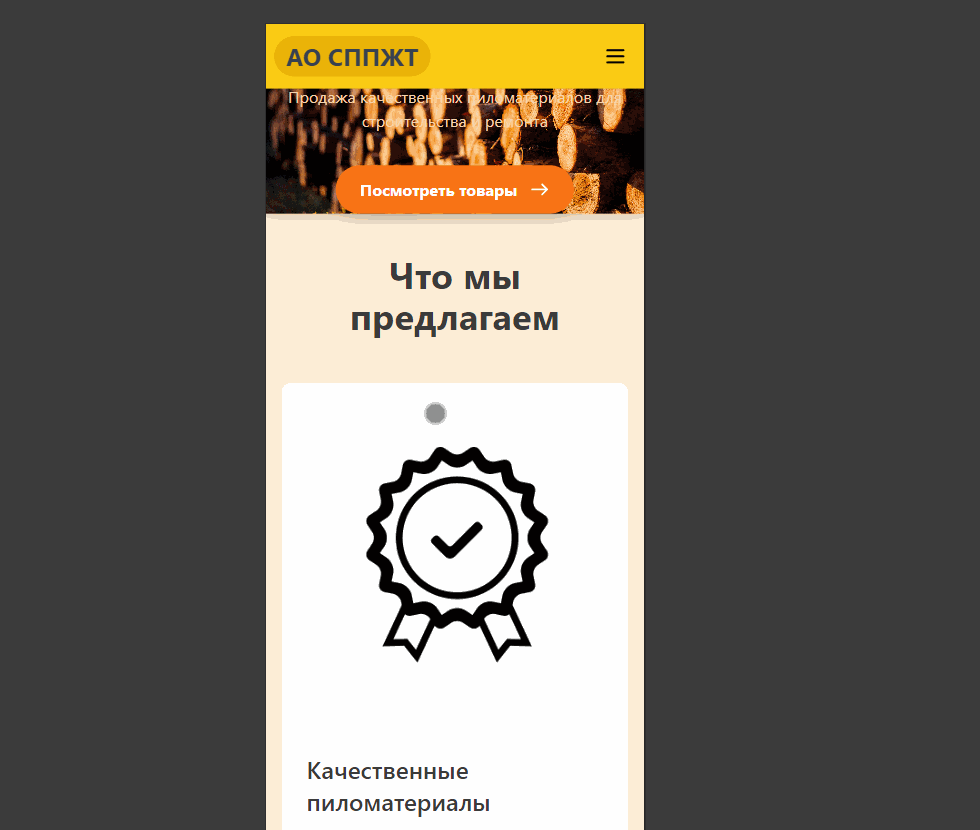 АО СППЖТ
Продажа качественных пиломатериалов для
строительства и ремонта
Посмотреть товары
Что мы
предлагаем
Качественные
пиломатериалы